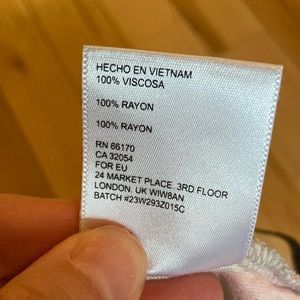 HECHO EN VIETNAM
100% VISCOSA
100% RAYON
100% RAYON
RN 66170
CA 32054
FOR EU
24 MARKET PLACE. 3RD FLOOR
LONDON. UK WIW8AN
BATCH #23W293Z015C